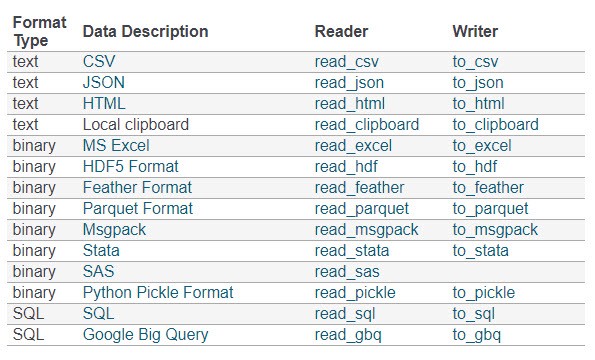 Format Type Data Description Reader Writer
text CSV read_csv to_csv
text JSON read_json to_json
text HTML read_html to_html
text Local clipboard read_clipboard to_clipboard
binary MS Excel read_excel to_excel
binary HDF5 Format read_hdf to_hdf
binary Feather Format read_feather to_feather
binary Parquet Format read_parquet to_parquet
binary Msgpack read_msgpack to_msgpack
binary Stata read_stata to_stata
binary SAS read_sas
binary Python Pickle Format read_pickle to_pickle
SQL SQL read_sql to_sql
SQL Google Big Query read_gbq to_gbq